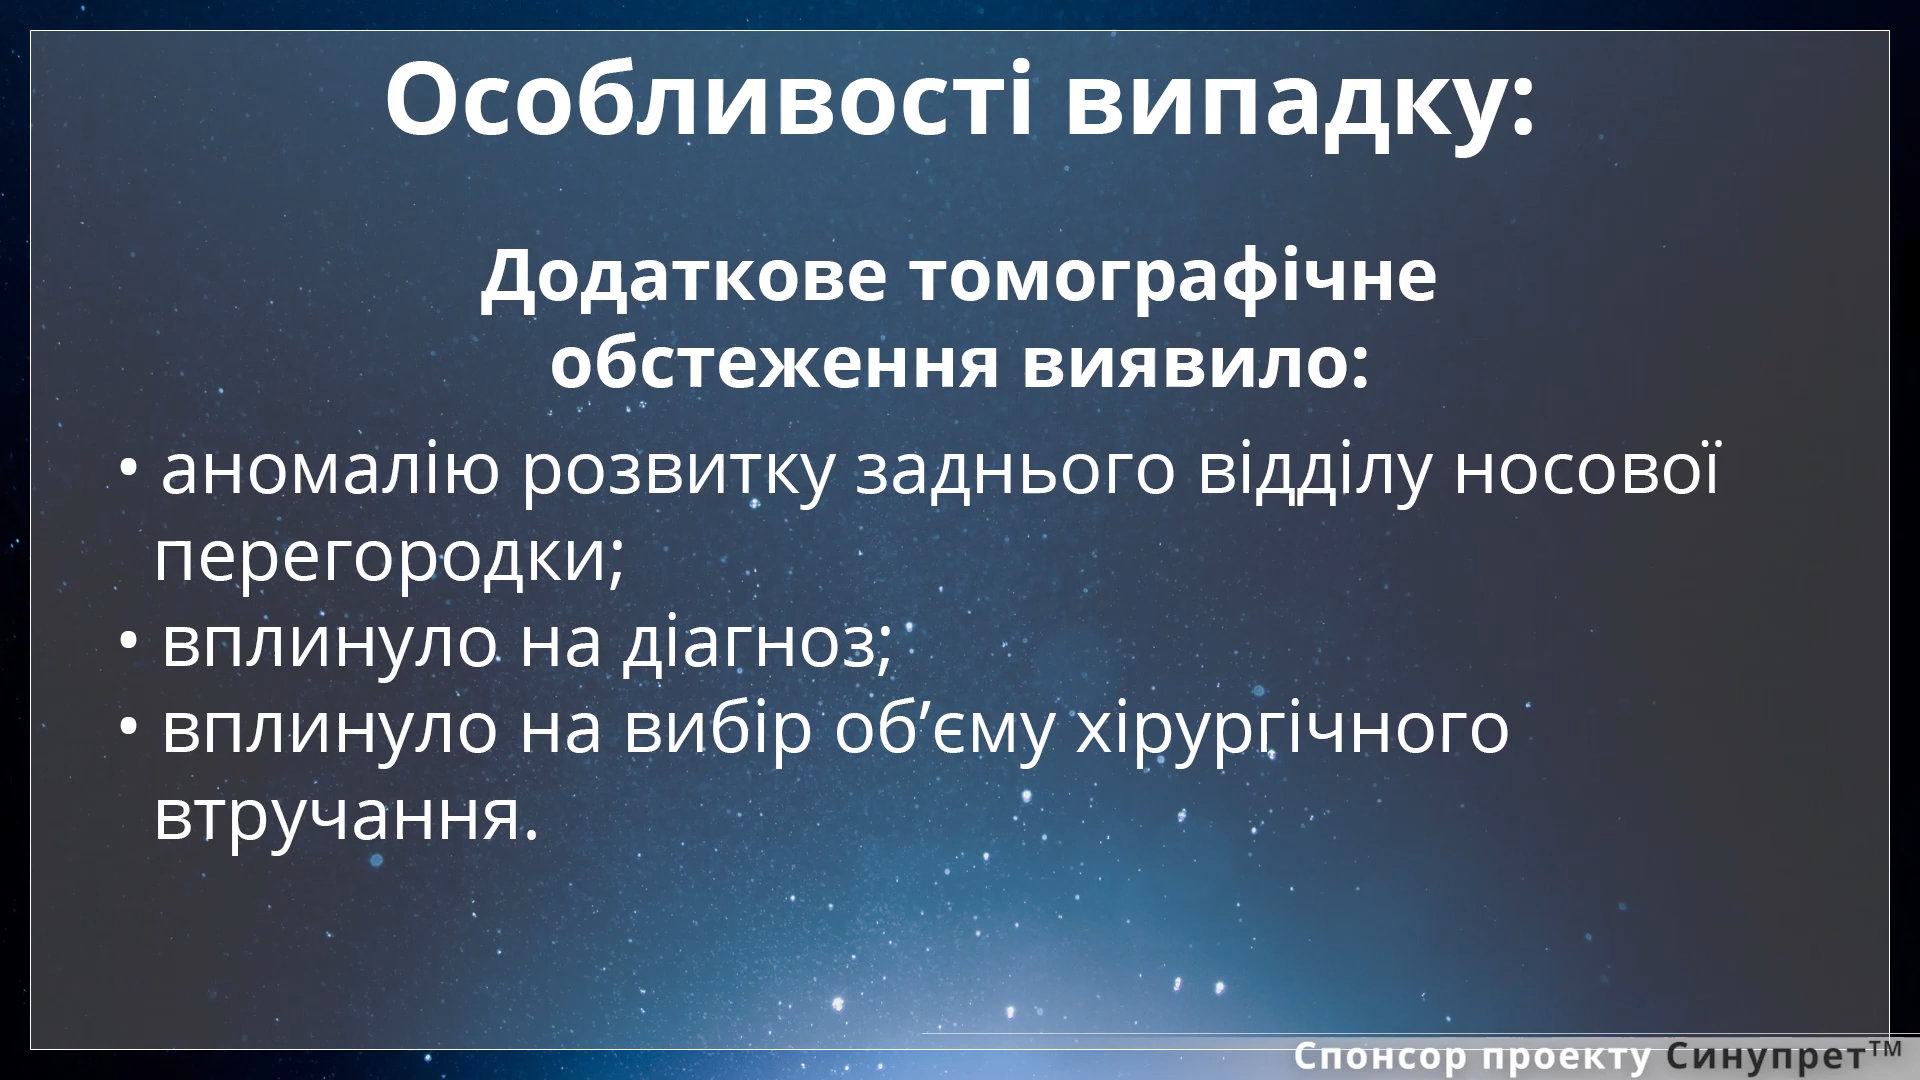 Особливості випадку:
Додаткове томографічне
обстеження виявило:
• аномалію розвитку заднього відділу носової
перегородки;
• вплинуло на діагноз;
• вплинуло на вибір об’єму хірургічного
втручання.
Спонсор проекту Синупрет™